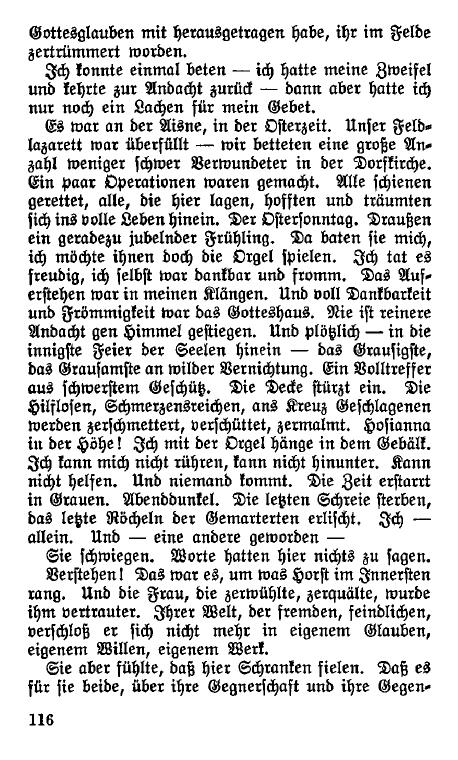 Gottesglauben mit herausgetragen habe, ihr im Felde
zertrümmert worden.
Ich konnte einmal beten — ich hatte meine Zweifel
und kehrte zur Andacht zurück — dann aber hatte ich
nur noch ein Lachen für mein Gebet.
Es war an der Aisne, in der Osterzeit. Unser Feld-
lazarett war überfüllt — wir betteten eine große An-
zahl weniger schwer Verwundeter in der Dorfkirche.
Ein paar Operationen waren gemacht. Alle schienen
gerettet, alle, die hier lagen, hofften und träumten
sich ins volle Leben hinein. Der Ostersonntag. Draußen
ein geradezu jubelnder Frühling. Da baten sie mich,
ich möchte ihnen doch die Orgel spielen. Ich tat es
freudig, ich selbst war dankbar und fromm. Das Auf-
erstehen war in meinen Klängen. Und voll Dankbarkeit
und Frömmigkeit war das Gotteshaus. Nie ist reinere
Andacht gen Himmel gestiegen. Und plötzlich — in die
innigste Feier der Seelen hinein — das Grausigste,
das Grausamste an wilder Vernichtung. Ein Volltreffer
aus schwerstem Geschütz. Die Decke stürzt ein. Die
Hilflosen, Schmerzensreichen, ans Kreuz Geschlagenen
werden zerschmettert, verschüttet, zermalmt. Hosianna
in der Höhe! Ich mit der Orgel hänge in dem Gebälk.
Ich kann mich nicht rühren, kann nicht hinunter. Kann
nicht helfen. Und niemand kommt. Die Zeit erstarrt
in Grauen. Abenddunkel. Die letzten Schreie sterben,
das letzte Röcheln der Gemarterten erlischt. Ich —
allein. Und — eine andere geworden —
Sie schwiegen. Worte hatten hier nichts zu sagen.
Verstehen! Das war es, um was Horst im Innersten
rang. Und die Frau, die zerwühlte, zerquälte, wurde
ihm vertrauter. Ihrer Welt, der fremden, feindlichen,
verschloß er sich nicht mehr in eigenem Glauben,
eigenem Willen, eigenem Werk.
Sie aber fühlte, daß hier Schranken fielen. Daß es
für sie beide, über ihre Gegnerschaft und ihre Gegen-
116